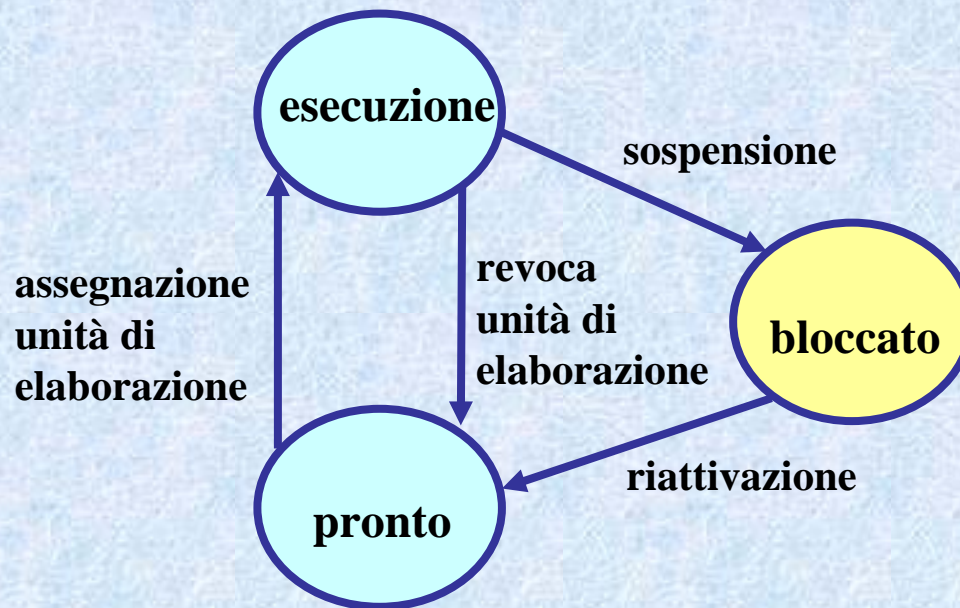 esecuzione
sospensione
assegnazione
unità di
elaborazione
revoca
unità di
elaborazione
bloccato
riattivazione
pronto